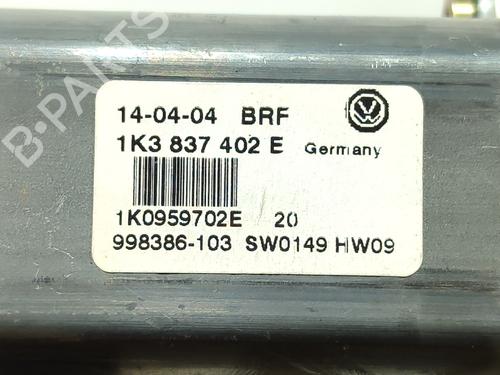 B-PARTS
14-04-04 BRF
1K3 837 402 E Germany
1K0959702E 20
998386-103 SW0149 HW09